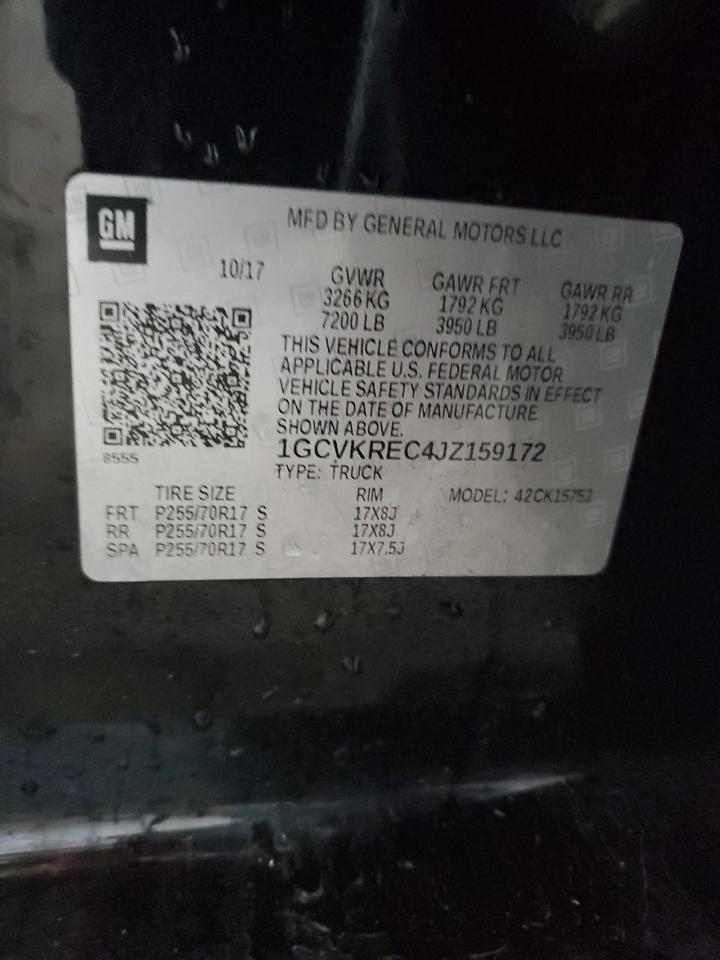 GM
MFD BY GENERAL MOTORS LLC
10/17
GVWR GAWR FRT GAWR RR
3266 KG 1792 KG 1792 KG
7200 LB 3950 LB 3950 LB
THIS VEHICLE CONFORMS TO ALL
APPLICABLE U.S. FEDERAL MOTOR
VEHICLE SAFETY STANDARDS IN EFFECT
ON THE DATE OF MANUFACTURE
SHOWN ABOVE.
8555
1GCVKREC4JZ159172
TYPE: TRUCK
TIRE SIZE RIM MODEL: 42CK15753
FRT P255/70R17 S 17X8J
RR P255/70R17 S 17X8J
SPA P255/70R17 S 17X7.5J